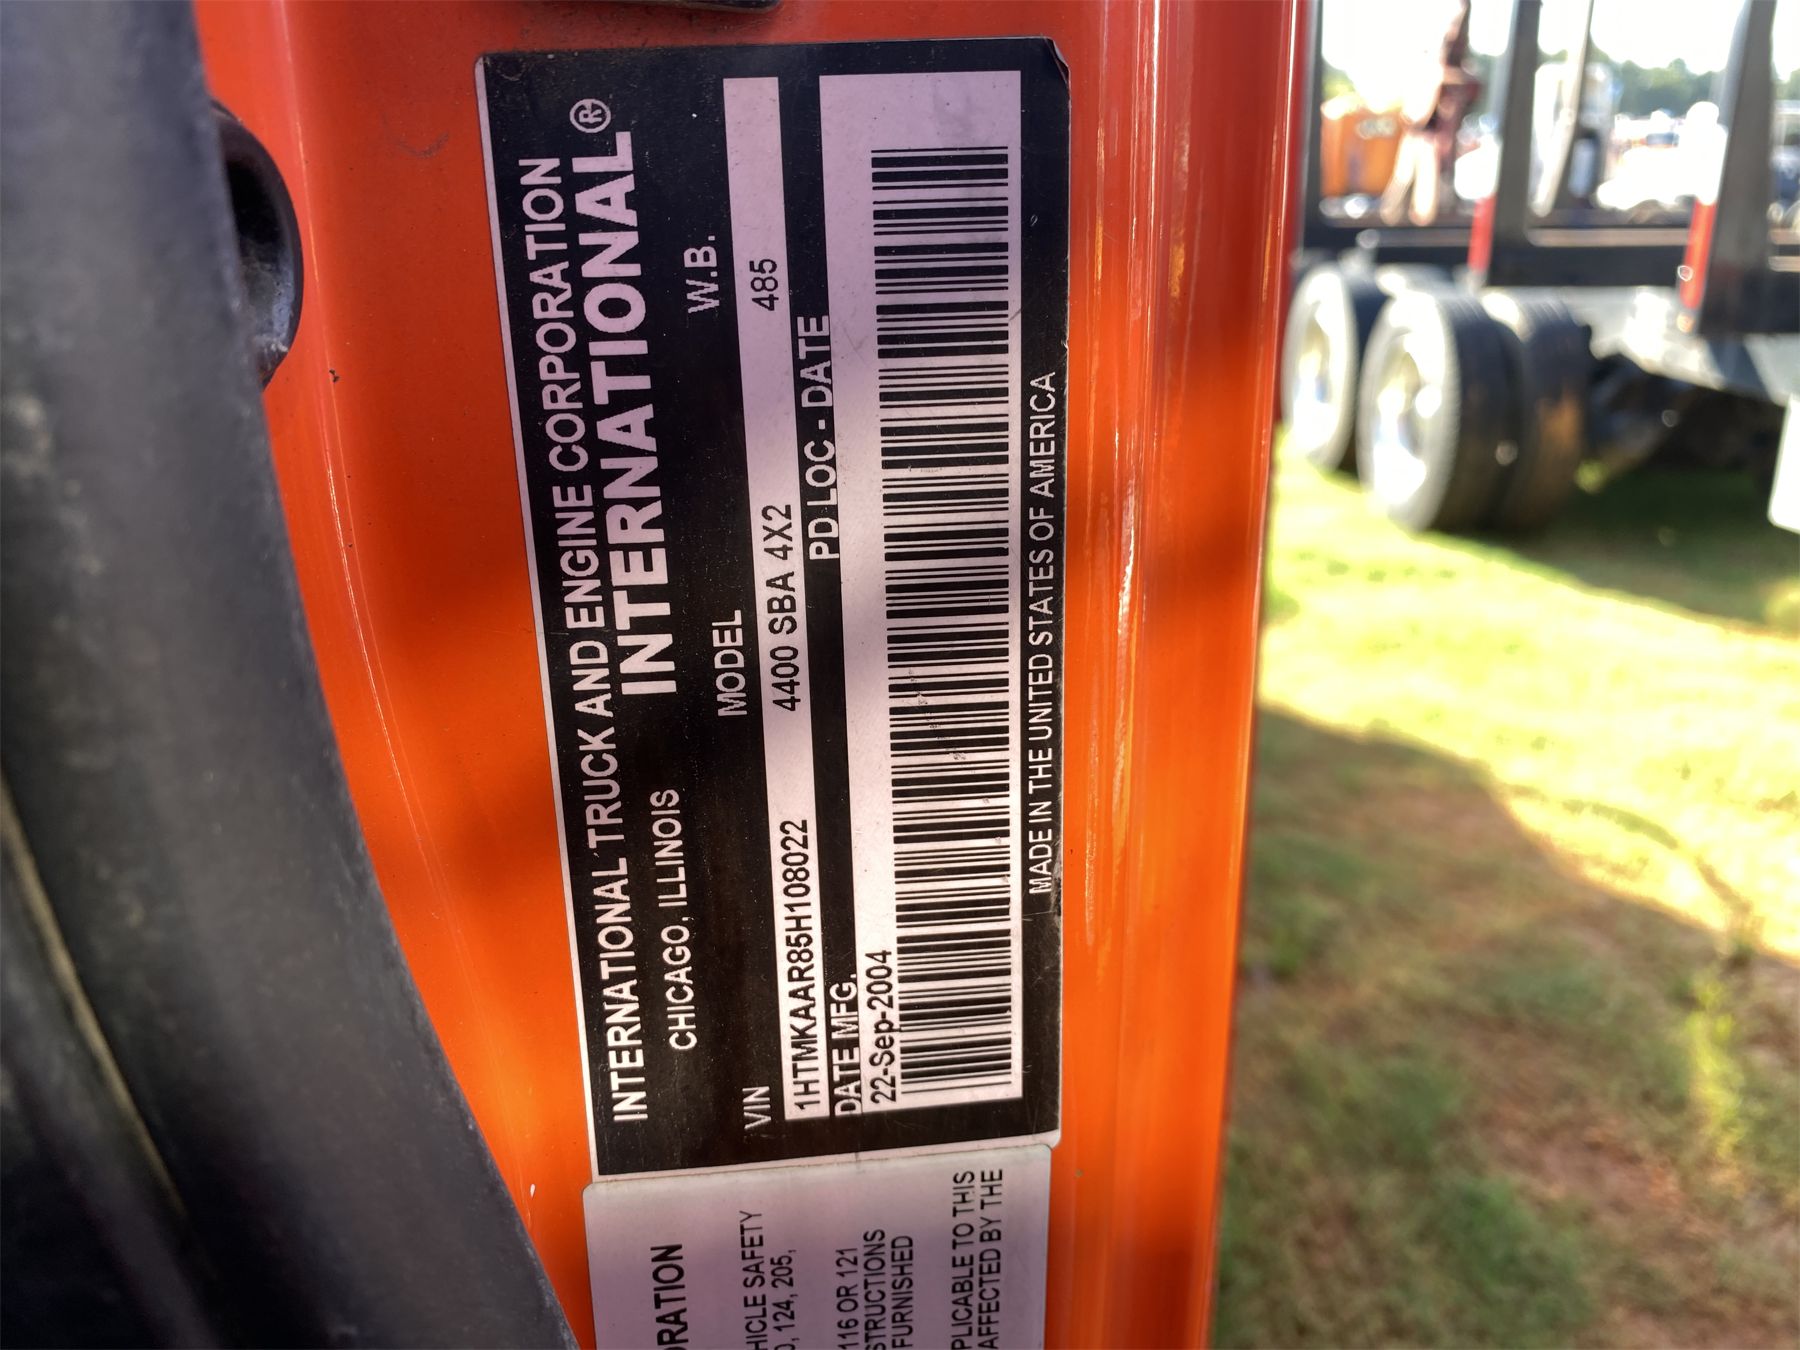 INTERNATIONAL TRUCK AND ENGINE CORPORATION
CHICAGO, ILLINOIS INTERNATIONAL®
VIN MODEL W.B.
1HTMKAAR85H108022 4400 SBA 4X2 485
DATE MFG. PD LOC - DATE
22-Sep-2004
MADE IN THE UNITED STATES OF AMERICA
ORATION
HICLE SAFETY
, 124, 205,
116 OR 121
STRUCTIONS
FURNISHED
PLICABLE TO THIS
AFFECTED BY THE